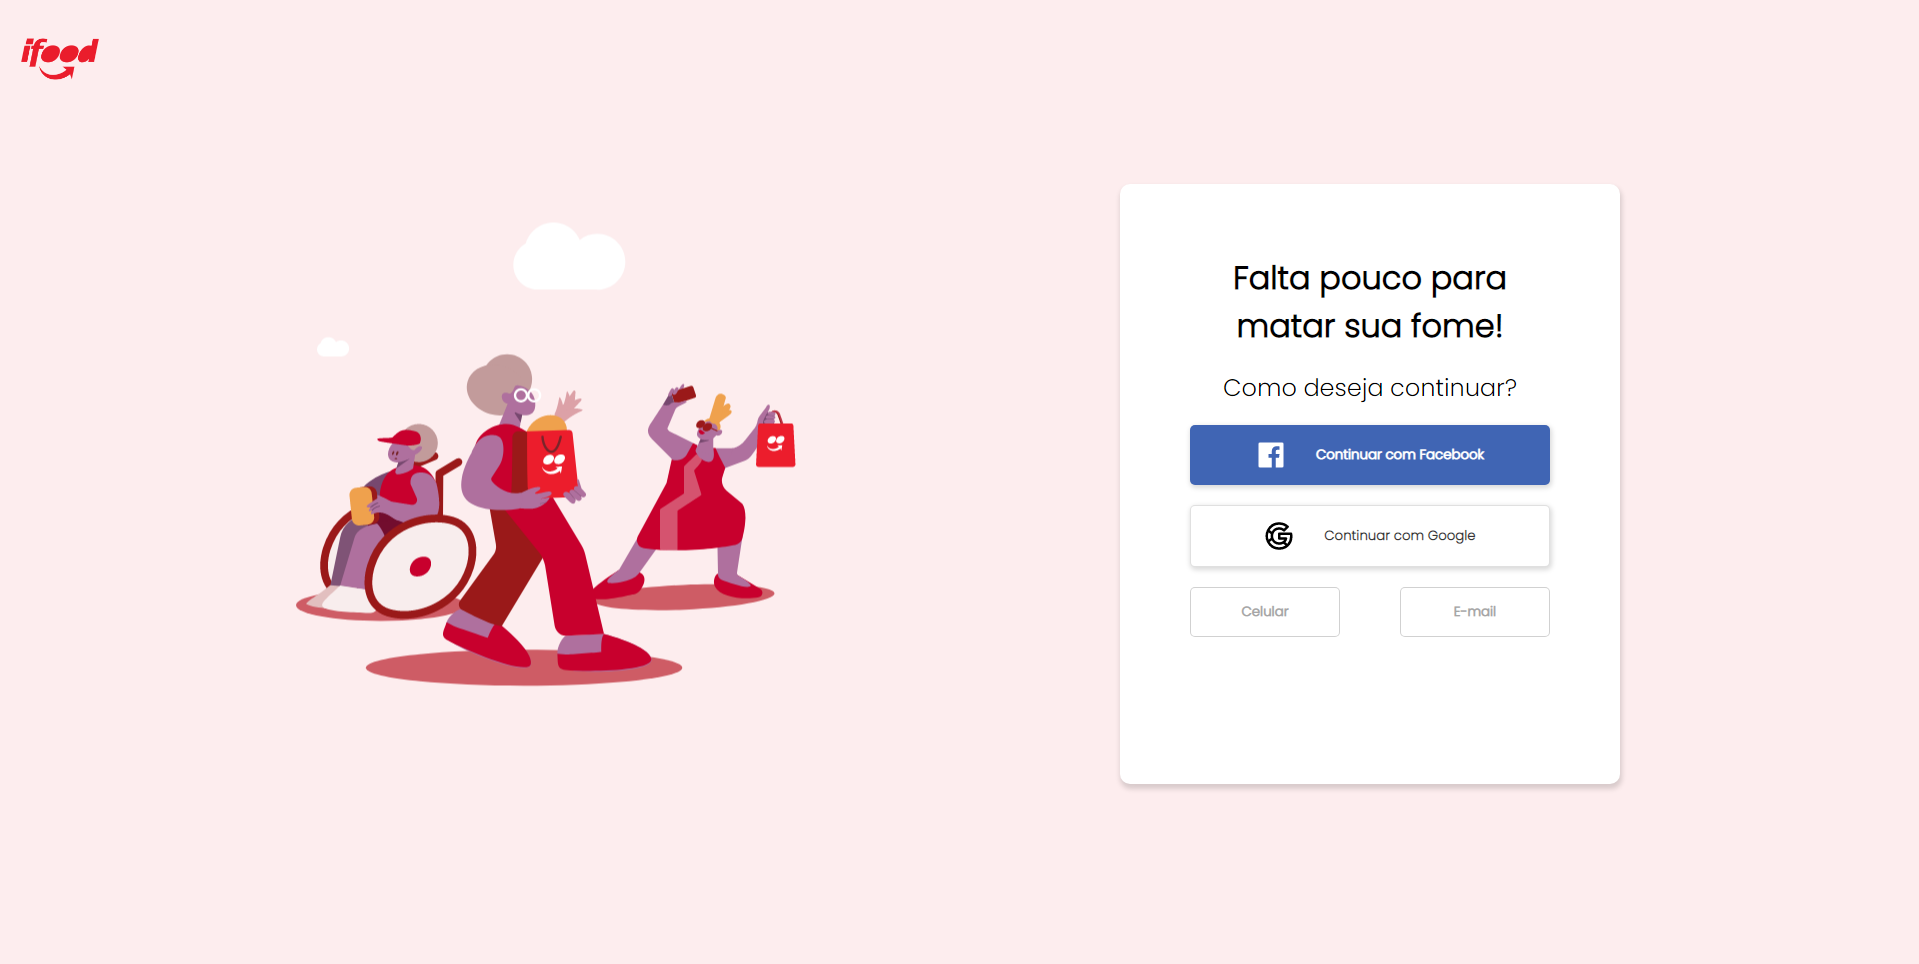 ifood
Falta pouco para
matar sua fome!
Como deseja continuar?
Continuar com Facebook
Continuar com Google
Celular
E-mail